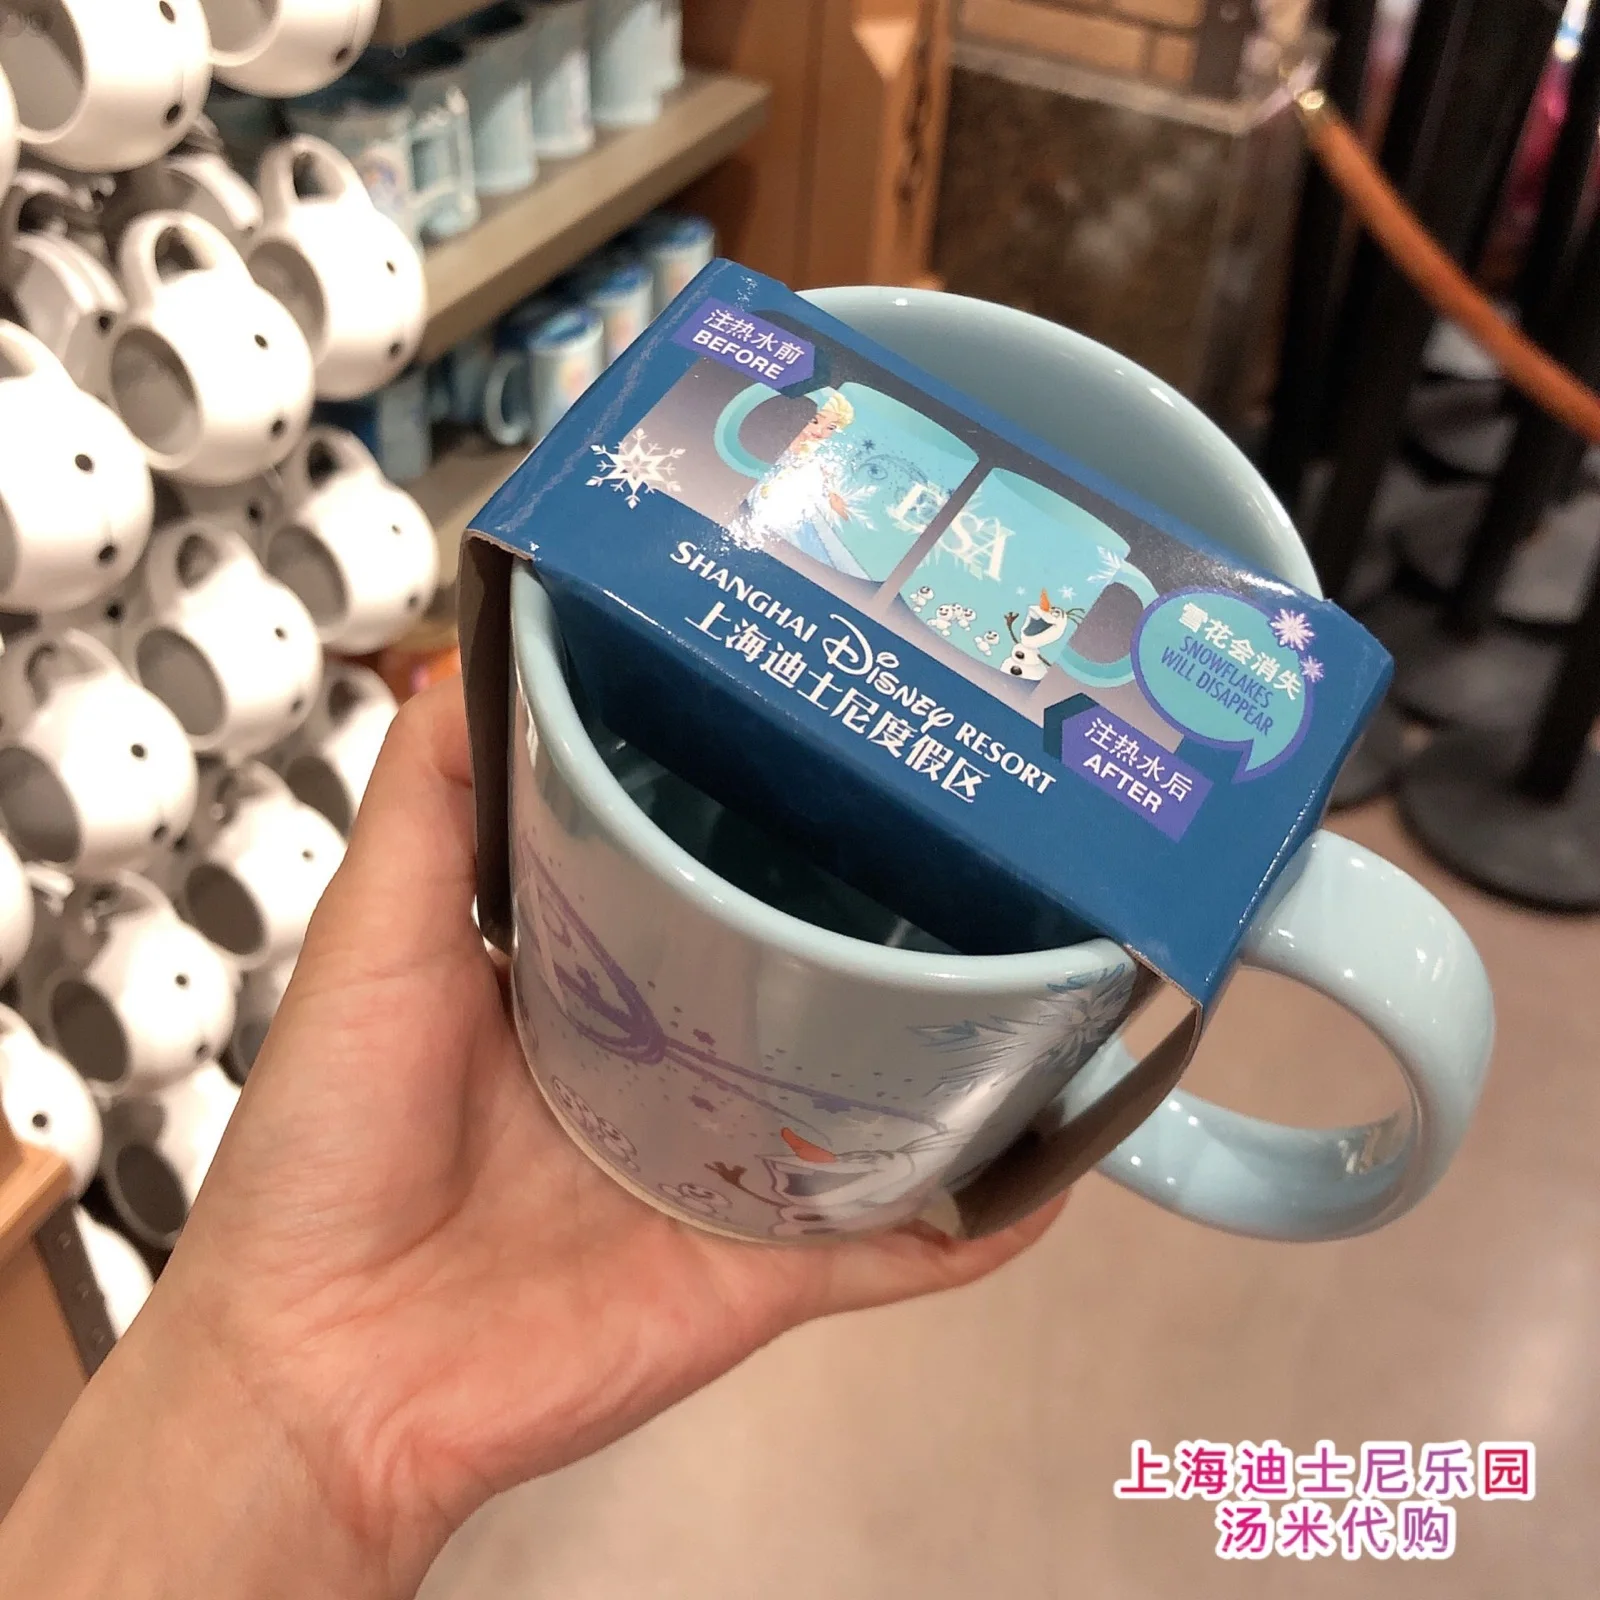 注热水前
BEFORE
ELSA
SHANGHAI DISNEY RESORT
上海迪士尼度假区
雪花会消失
SNOWFLAKES
WILL DISAPPEAR
注热水后
AFTER
上海迪士尼乐园
汤米代购